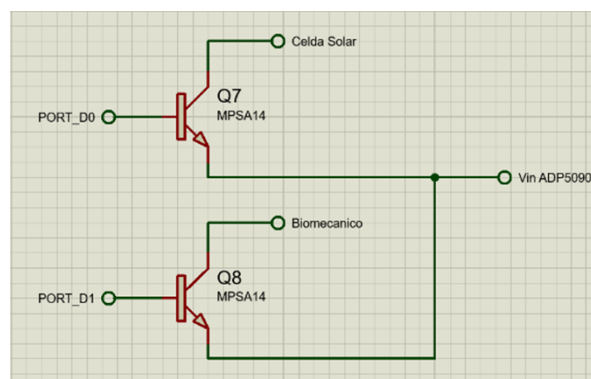 Celda Solar
Q7
MPSA14
PORT_D0
Vin ADP5090
Biomecanico
Q8
MPSA14
PORT_D1